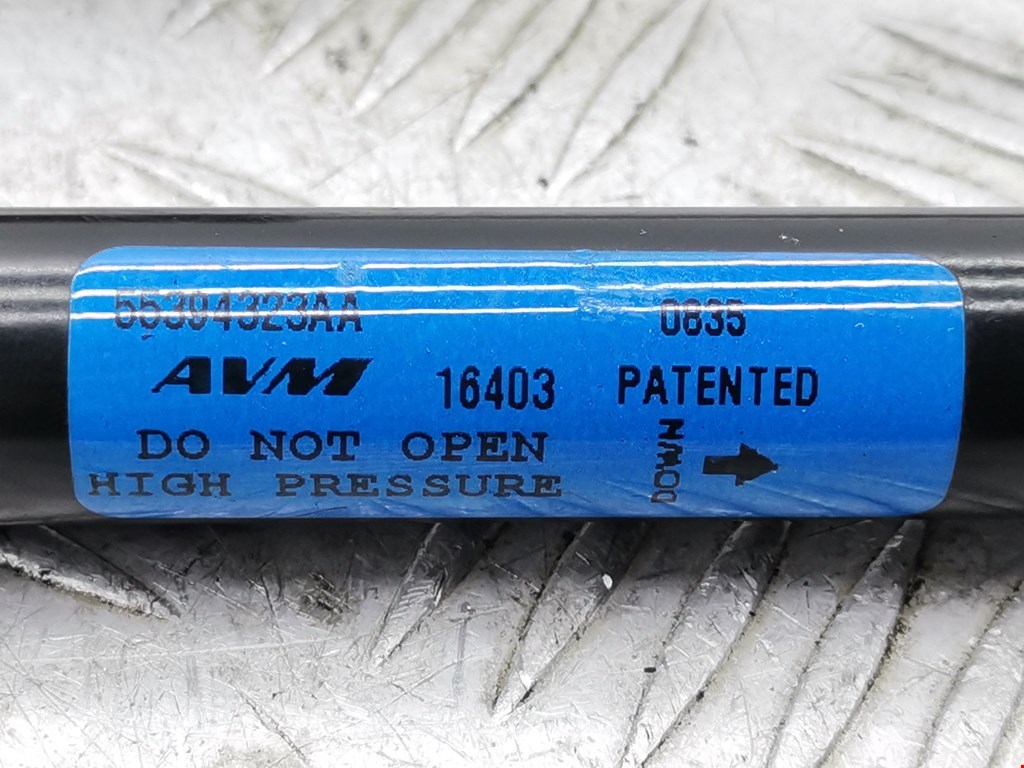 55394323AA 0835
AVM 16403 PATENTED
DO NOT OPEN
HIGH PRESSURE
DOWN